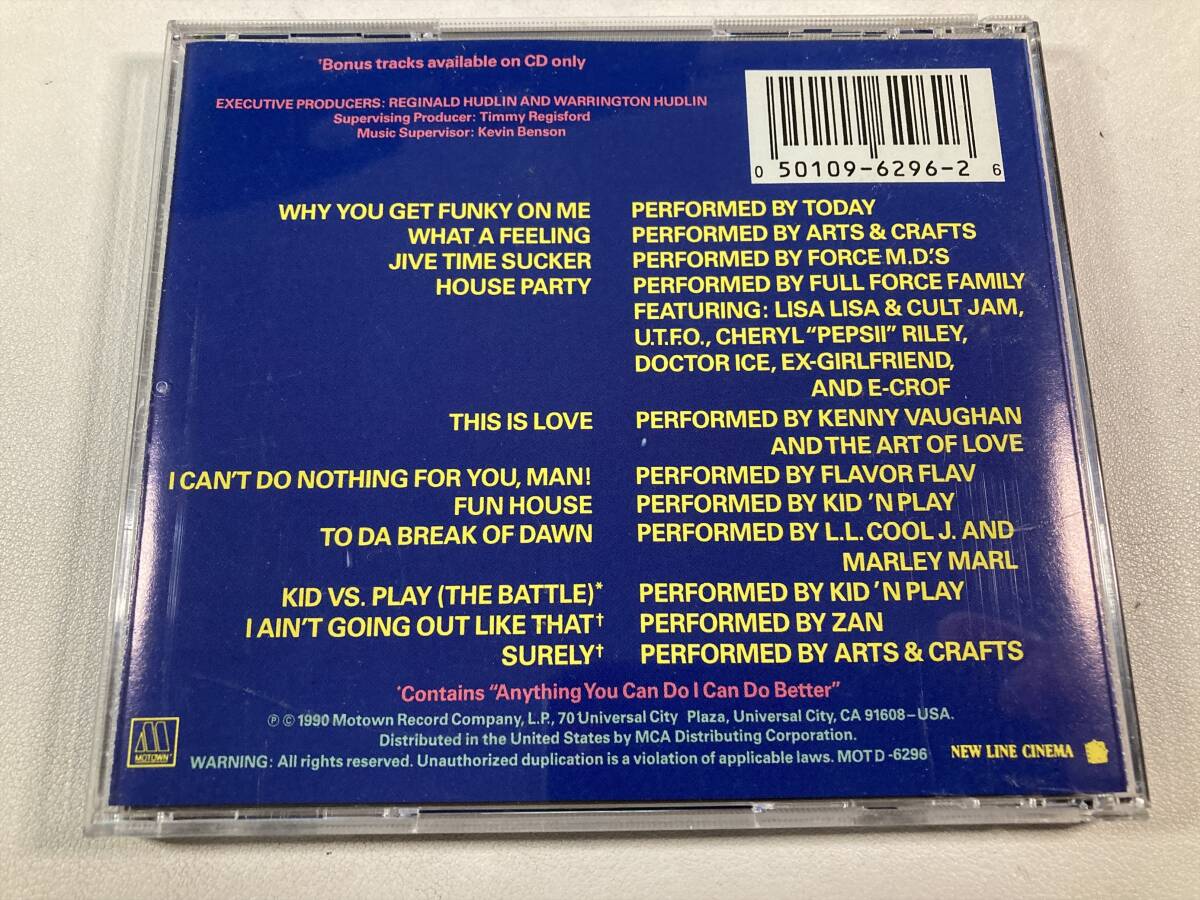 †Bonus tracks available on CD only
EXECUTIVE PRODUCERS: REGINALD HUDLIN AND WARRINGTON HUDLIN
Supervising Producer: Timmy Regisford
Music Supervisor: Kevin Benson
0 50109-6296-2 6
WHY YOU GET FUNKY ON ME PERFORMED BY TODAY
WHAT A FEELING PERFORMED BY ARTS & CRAFTS
JIVE TIME SUCKER PERFORMED BY FORCE M.D.'S
HOUSE PARTY PERFORMED BY FULL FORCE FAMILY
FEATURING: LISA LISA & CULT JAM,
U.T.F.O., CHERYL "PEPSII" RILEY,
DOCTOR ICE, EX-GIRLFRIEND,
AND E-CROF
THIS IS LOVE PERFORMED BY KENNY VAUGHAN
AND THE ART OF LOVE
I CAN'T DO NOTHING FOR YOU, MAN! PERFORMED BY FLAVOR FLAV
FUN HOUSE PERFORMED BY KID 'N PLAY
TO DA BREAK OF DAWN PERFORMED BY L.L. COOL J. AND
MARLEY MARL
KID VS. PLAY (THE BATTLE)* PERFORMED BY KID 'N PLAY
I AIN'T GOING OUT LIKE THAT† PERFORMED BY ZAN
SURELY† PERFORMED BY ARTS & CRAFTS
*Contains "Anything You Can Do I Can Do Better"
℗ © 1990 Motown Record Company, L.P., 70 Universal City Plaza, Universal City, CA 91608–USA.
Distributed in the United States by MCA Distributing Corporation.
WARNING: All rights reserved. Unauthorized duplication is a violation of applicable laws. MOT D -6296
M
MOTOWN
NEW LINE CINEMA